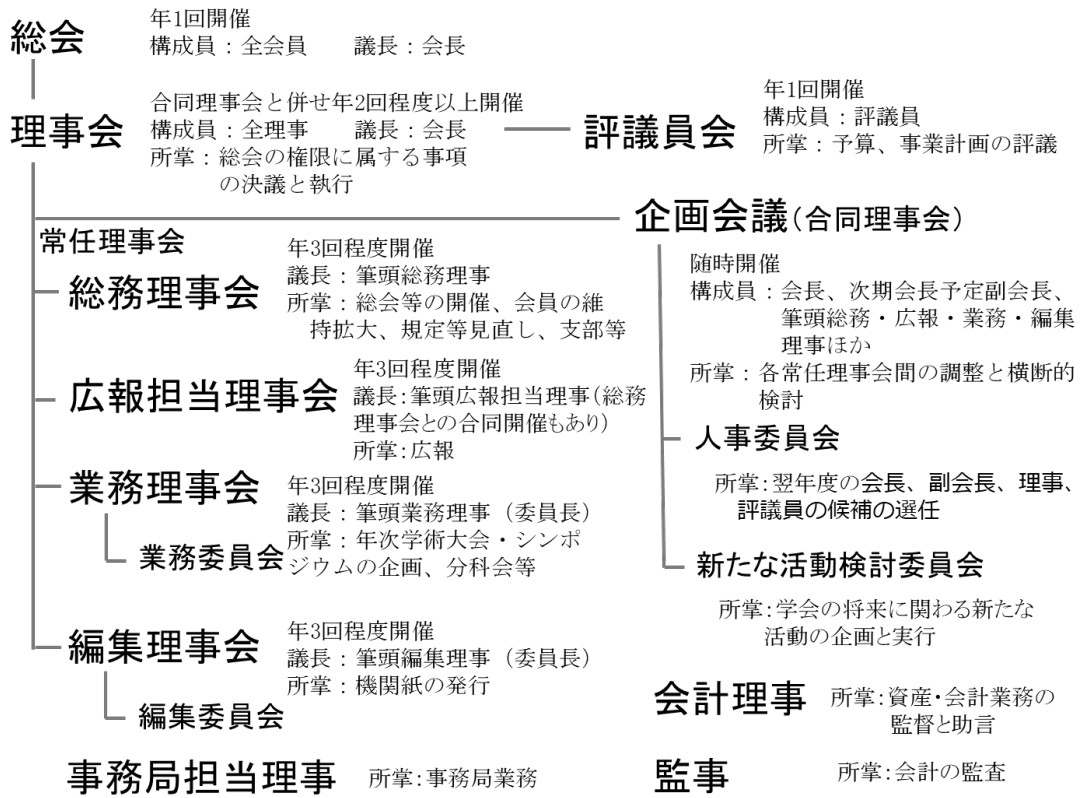 総会
年1回開催
構成員：全会員　　議長：会長
理事会
合同理事会と併せ年2回程度以上開催
構成員：全理事　　議長：会長
所掌：総会の権限に属する事項
の決議と執行
評議員会
年1回開催
構成員：評議員
所掌：予算、事業計画の評議
企画会議（合同理事会）
随時開催
構成員：会長、次期会長予定副会長、
筆頭総務・広報・業務・編集
理事ほか
所掌：各常任理事会間の調整と横断的
検討
人事委員会
所掌：翌年度の会長、副会長、理事、
評議員の候補の選任
新たな活動検討委員会
所掌：学会の将来に関わる新たな
活動の企画と実行
常任理事会
総務理事会
年3回程度開催
議長：筆頭総務理事
所掌：総会等の開催、会員の維
持拡大、規定等見直し、支部等
広報担当理事会
年3回程度開催
議長：筆頭広報担当理事（総務
理事会との合同開催もあり）
所掌：広報
業務理事会
年3回程度開催
議長：筆頭業務理事（委員長）
所掌：年次学術大会・シンポ
ジウムの企画、分科会等
業務委員会
編集理事会
年3回程度開催
議長：筆頭編集理事（委員長）
所掌：機関紙の発行
編集委員会
会計理事
所掌：資産・会計業務の
監督と助言
事務局担当理事
所掌：事務局業務
監事
所掌：会計の監査